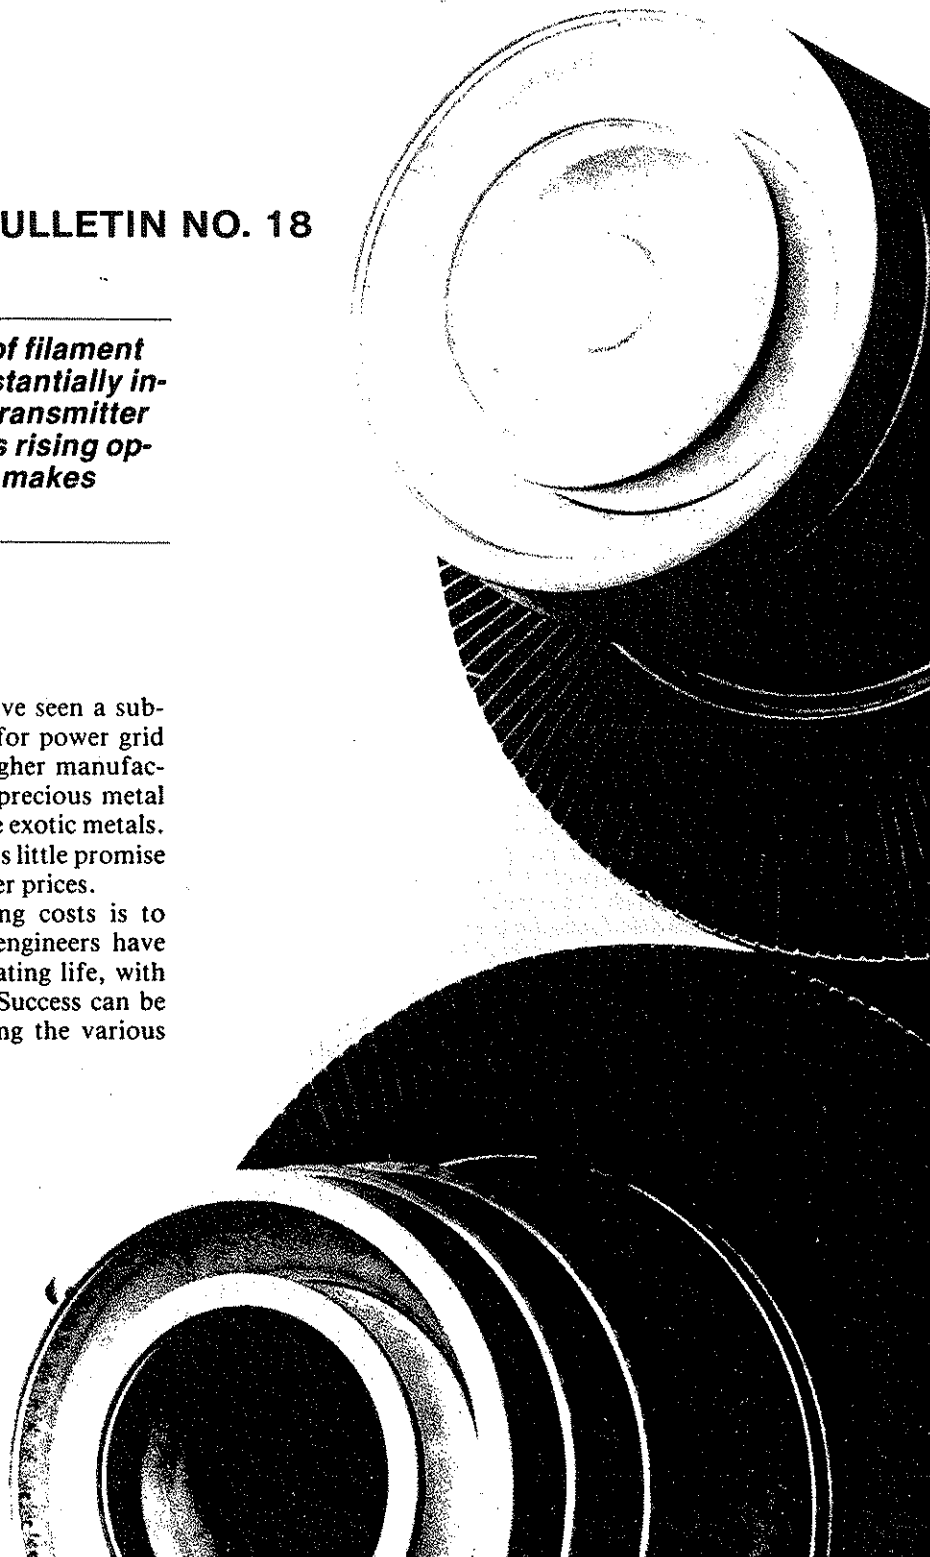 ULLETIN NO. 18
of filament
stantially in-
ransmitter
s rising op-
makes
ve seen a sub-
for power grid
gher manufac-
precious metal
e exotic metals.
s little promise
er prices.
ng costs is to
engineers have
ating life, with
Success can be
ng the various